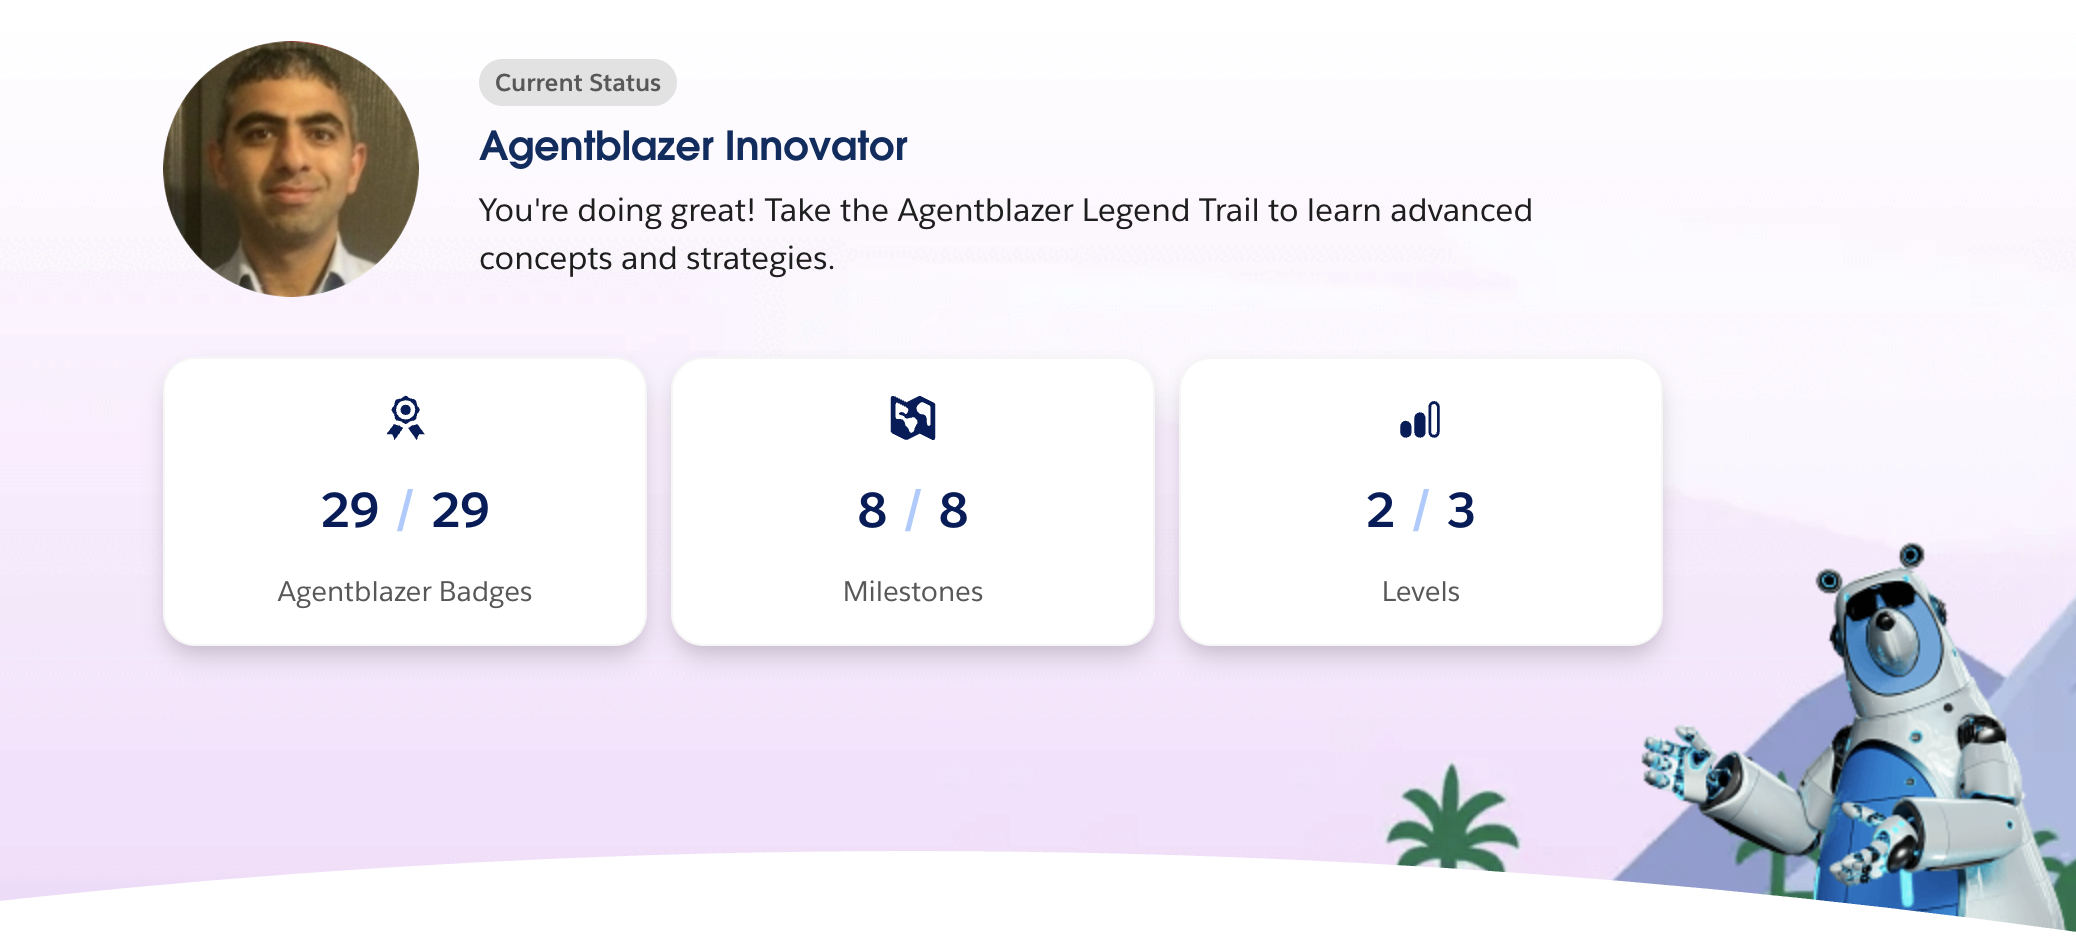 Current Status
Agentblazer Innovator
You're doing great! Take the Agentblazer Legend Trail to learn advanced
concepts and strategies.
29 / 29
Agentblazer Badges
8 / 8
Milestones
2 / 3
Levels